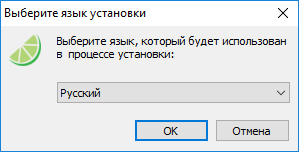 Выберите язык установки
Выберите язык, который будет использован
в процессе установки:
Русский
OK
Отмена